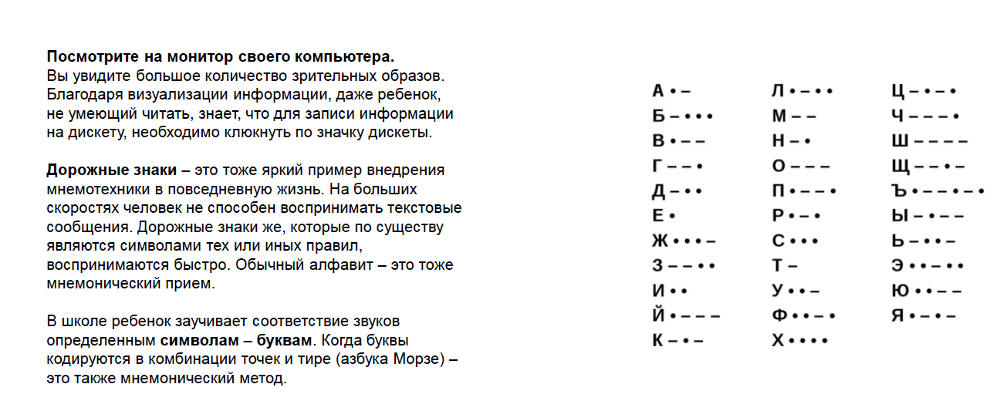 Посмотрите на монитор своего компьютера.
Вы увидите большое количество зрительных образов.
Благодаря визуализации информации, даже ребенок,
не умеющий читать, знает, что для записи информации
на дискету, необходимо клюкнуть по значку дискеты.
Дорожные знаки – это тоже яркий пример внедрения
мнемотехники в повседневную жизнь. На больших
скоростях человек не способен воспринимать текстовые
сообщения. Дорожные знаки же, которые по существу
являются символами тех или иных правил,
воспринимаются быстро. Обычный алфавит – это тоже
мнемонический прием.
В школе ребенок заучивает соответствие звуков
определенным символам – буквам. Когда буквы
кодируются в комбинации точек и тире (азбука Морзе) –
это также мнемонический метод.
А • –
Б – • • •
В • – –
Г – – •
Д – • •
Е •
Ж • • • –
З – – • •
И • •
Й • – – –
К – • –
Л • – • •
М – –
Н – •
О – – –
П • – – •
Р • – •
С • • •
Т –
У • • –
Ф • • – •
Х • • • •
Ц – • – •
Ч – – – •
Ш – – – –
Щ – – • –
Ъ • – – • – •
Ы – • – –
Ь – • • –
Э • • – • •
Ю • • – –
Я • – • –